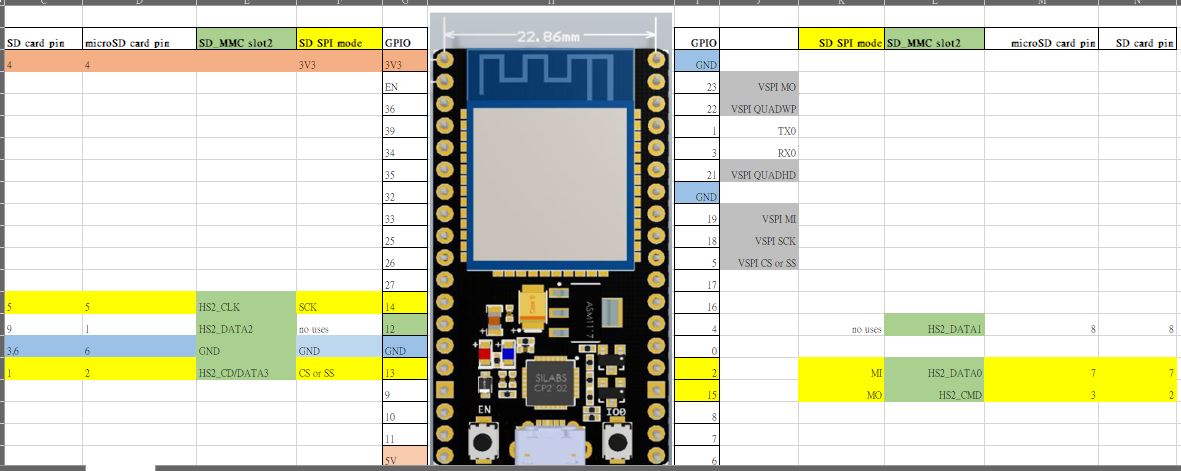 C D E F G H I J K L M N
22.86mm
SD card pin microSD card pin SD_MMC slot2 SD SPI mode GPIO GPIO SD SPI mode SD_MMC slot2 microSD card pin SD card pin
4 4 3V3 3V3 GND
EN 23 VSPI MO
36 22 VSPI QUADWP
39 1 TX0
34 3 RX0
35 21 VSPI QUADHD
32 GND
33 19 VSPI MI
25 18 VSPI SCK
26 5 VSPI CS or SS
27 17
5 5 HS2_CLK SCK 14 16
9 1 HS2_DATA2 no uses 12 4 no uses HS2_DATA1 8 8
3,6 6 GND GND GND 0
1 2 HS2_CD/DATA3 CS or SS 13 2 MI HS2_DATA0 7 7
9 15 MO HS2_CMD 3 2
10 8
11 7
5V 6
ASM1117
SILABS
CP2102
EN IO0